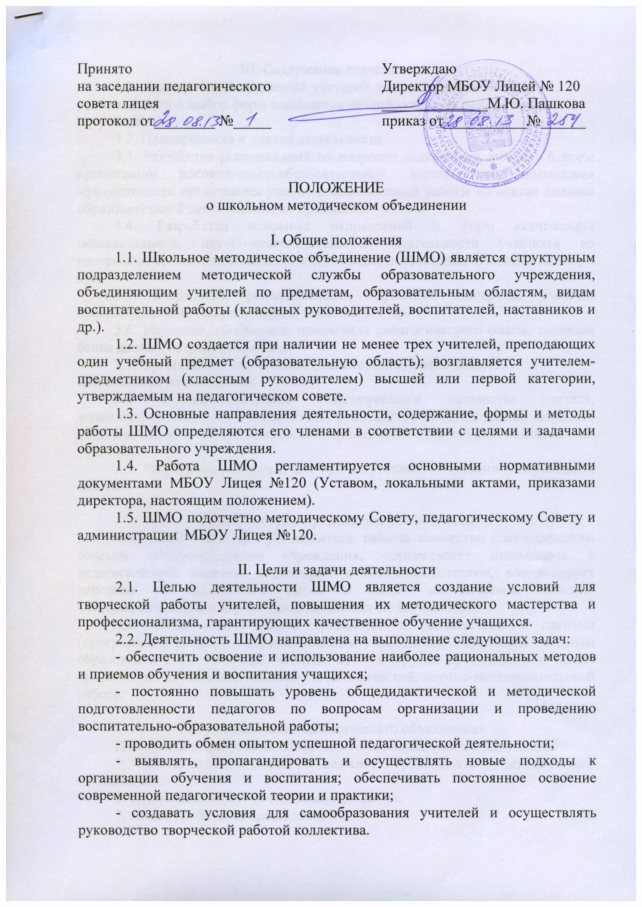 Принято
на заседании педагогического
совета лицея
протокол от 28.08.13 № 1
Утверждаю
Директор МБОУ Лицей № 120
М.Ю. Пашкова
приказ от 28.08.13 № 254
ПОЛОЖЕНИЕ
о школьном методическом объединении
I. Общие положения
1.1. Школьное методическое объединение (ШМО) является структурным
подразделением методической службы образовательного учреждения,
объединяющим учителей по предметам, образовательным областям, видам
воспитательной работы (классных руководителей, воспитателей, наставников и
др.).
1.2. ШМО создается при наличии не менее трех учителей, преподающих
один учебный предмет (образовательную область); возглавляется учителем-
предметником (классным руководителем) высшей или первой категории,
утверждаемым на педагогическом совете.
1.3. Основные направления деятельности, содержание, формы и методы
работы ШМО определяются его членами в соответствии с целями и задачами
образовательного учреждения.
1.4. Работа ШМО регламентируется основными нормативными
документами МБОУ Лицея №120 (Уставом, локальными актами, приказами
директора, настоящим положением).
1.5. ШМО подотчетно методическому Совету, педагогическому Совету и
администрации МБОУ Лицея №120.
II. Цели и задачи деятельности
2.1. Целью деятельности ШМО является создание условий для
творческой работы учителей, повышения их методического мастерства и
профессионализма, гарантирующих качественное обучение учащихся.
2.2. Деятельность ШМО направлена на выполнение следующих задач:
- обеспечить освоение и использование наиболее рациональных методов
и приемов обучения и воспитания учащихся;
- постоянно повышать уровень общедидактической и методической
подготовленности педагогов по вопросам организации и проведению
воспитательно-образовательной работы;
- проводить обмен опытом успешной педагогической деятельности;
- выявлять, пропагандировать и осуществлять новые подходы к
организации обучения и воспитания; обеспечивать постоянное освоение
современной педагогической теории и практики;
- создавать условия для самообразования учителей и осуществлять
руководство творческой работой коллектива.